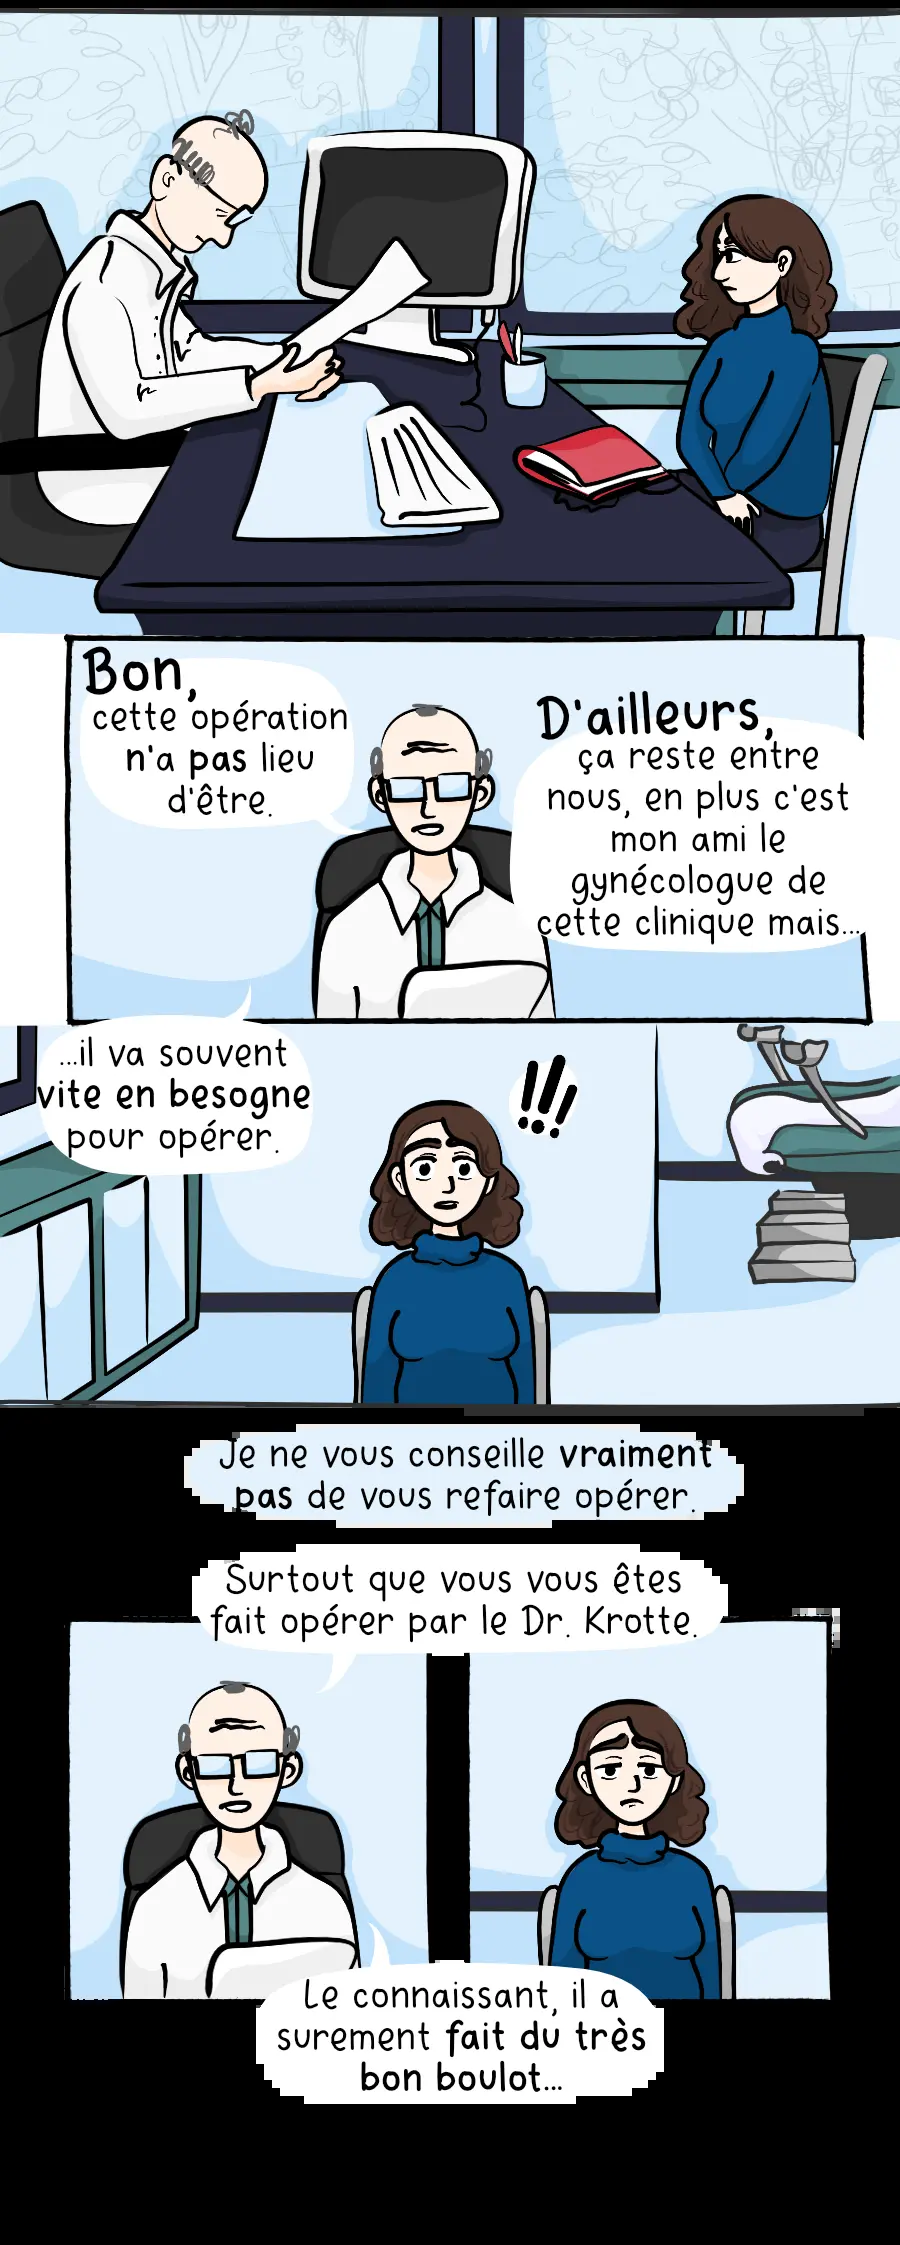 Bon,
cette opération
n'a pas lieu
d'être.
D'ailleurs,
ça reste entre
nous, en plus c'est
mon ami le
gynécologue de
cette clinique mais...
...il va souvent
vite en besogne
pour opérer.
!!!
Je ne vous conseille vraiment
pas de vous refaire opérer.
Surtout que vous vous êtes
fait opérer par le Dr. Krotte.
Le connaissant, il a
surement fait du très
bon boulot...